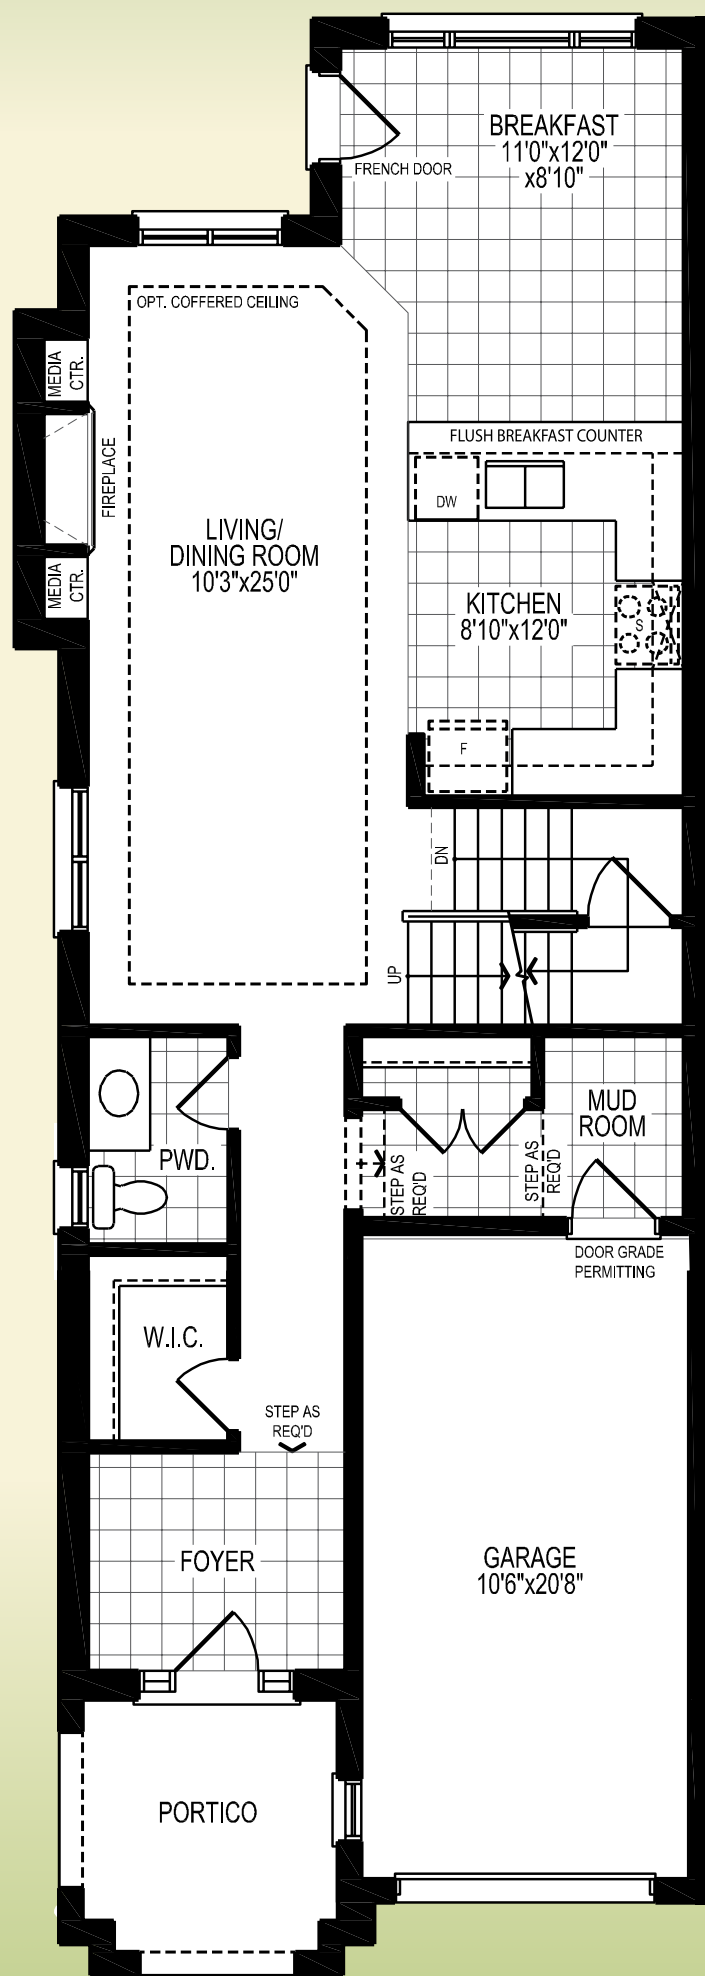 BREAKFAST
11'0"x12'0"
x8'10"
FRENCH DOOR
OPT. COFFERED CEILING
MEDIA
CTR.
FIREPLACE
MEDIA
CTR.
LIVING/
DINING ROOM
10'3"x25'0"
FLUSH BREAKFAST COUNTER
DW
KITCHEN
8'10"x12'0"
S
F
DN
UP
PWD.
MUD
ROOM
STEP AS
REQ'D
STEP AS
REQ'D
DOOR GRADE
PERMITTING
W.I.C.
STEP AS
REQ'D
FOYER
GARAGE
10'6"x20'8"
PORTICO